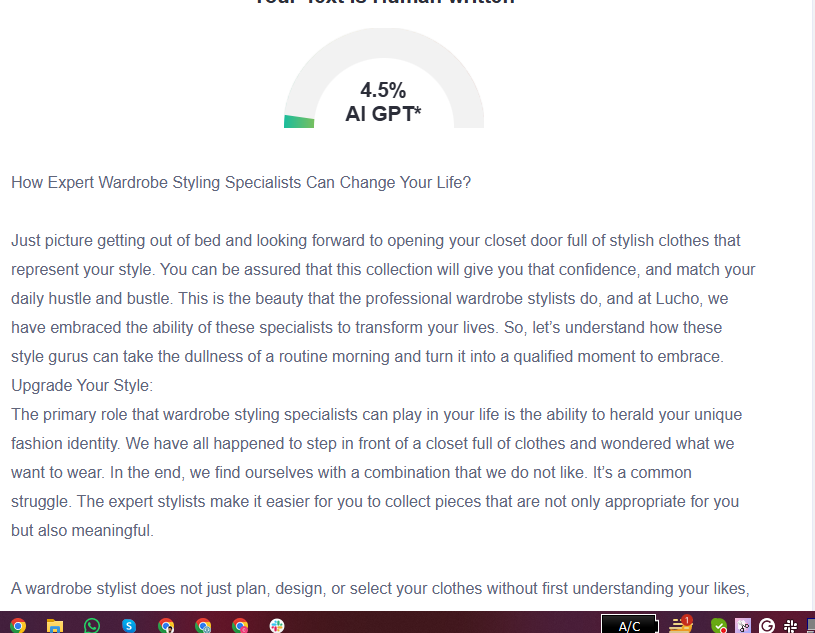 Your Text is Human written
4.5%
AI GPT*
How Expert Wardrobe Styling Specialists Can Change Your Life?
Just picture getting out of bed and looking forward to opening your closet door full of stylish clothes that
represent your style. You can be assured that this collection will give you that confidence, and match your
daily hustle and bustle. This is the beauty that the professional wardrobe stylists do, and at Lucho, we
have embraced the ability of these specialists to transform your lives. So, let’s understand how these
style gurus can take the dullness of a routine morning and turn it into a qualified moment to embrace.
Upgrade Your Style:
The primary role that wardrobe styling specialists can play in your life is the ability to herald your unique
fashion identity. We have all happened to step in front of a closet full of clothes and wondered what we
want to wear. In the end, we find ourselves with a combination that we do not like. It’s a common
struggle. The expert stylists make it easier for you to collect pieces that are not only appropriate for you
but also meaningful.
A wardrobe stylist does not just plan, design, or select your clothes without first understanding your likes,
A/C
1